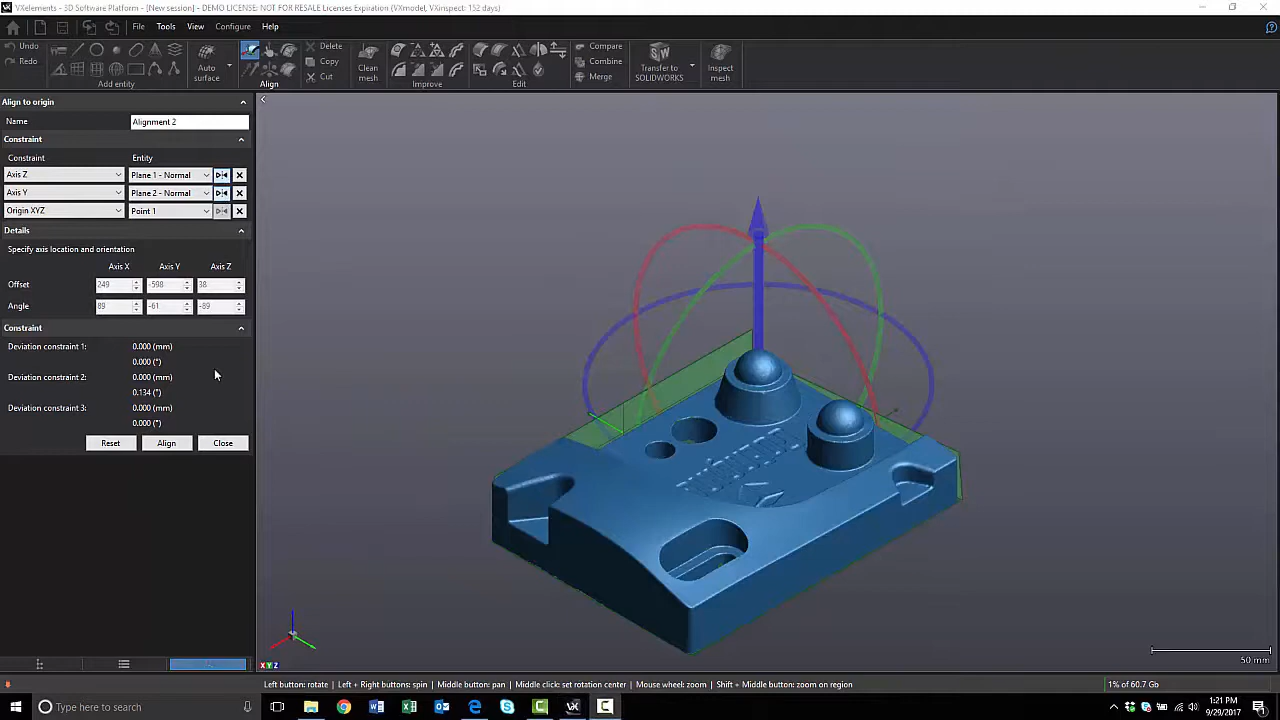 VXelements - 3D Software Platform - [New session] - DEMO LICENSE: NOT FOR RESALE Licenses Expiration (VXmodel, VXinspect: 152 days)
File Tools View Configure Help
Undo
Redo
Add entity
Auto surface
Align
Delete
Copy
Cut
Clean mesh
Improve
Edit
Compare
Combine
Merge
Transfer to SOLIDWORKS
Inspect mesh
Align to origin
Name Alignment 2
Constraint
Constraint Entity
Axis Z Plane 1 - Normal
Axis Y Plane 2 - Normal
Origin XYZ Point 1
Details
Specify axis location and orientation
Axis X Axis Y Axis Z
Offset 249 -598 38
Angle 89 -61 -89
Constraint
Deviation constraint 1: 0.000 (mm)
0.000 (°)
Deviation constraint 2: 0.000 (mm)
0.134 (°)
Deviation constraint 3: 0.000 (mm)
0.000 (°)
Reset Align Close
X Y Z
50 mm
Left button: rotate Left + Right buttons: spin Middle button: pan Middle click: set rotation center Mouse wheel: zoom Shift + Middle button: zoom on region 1% of 60.7 Gb
Type here to search
1:21 PM
9/29/2017